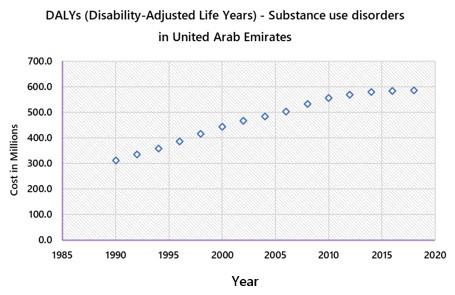 DALYs (Disability-Adjusted Life Years) - Substance use disorders
in United Arab Emirates
700.0
600.0
500.0
400.0
300.0
200.0
100.0
0.0
Cost in Millions
1985 1990 1995 2000 2005 2010 2015 2020
Year